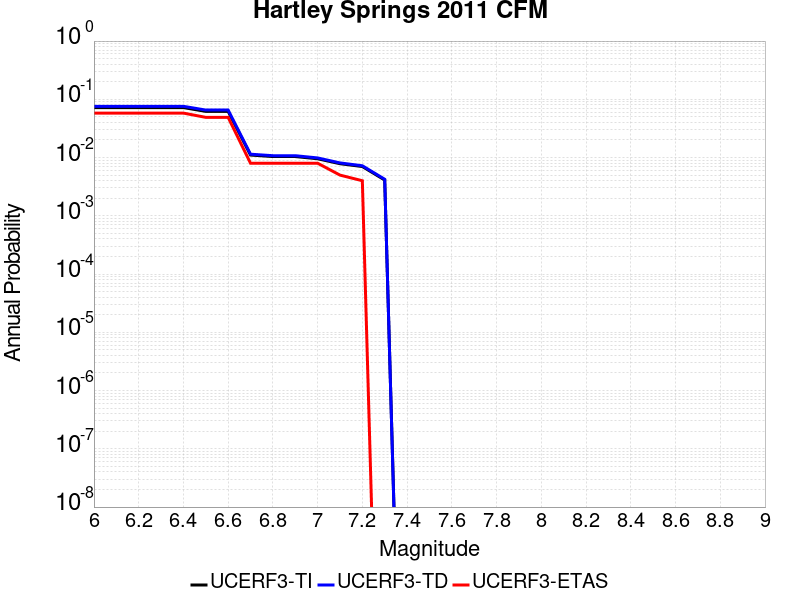 Hartley Springs 2011 CFM
10^0
10^-1
10^-2
10^-3
10^-4
10^-5
10^-6
10^-7
10^-8
Annual Probability
6 6.2 6.4 6.6 6.8 7 7.2 7.4 7.6 7.8 8 8.2 8.4 8.6 8.8 9
Magnitude
UCERF3-TI UCERF3-TD UCERF3-ETAS